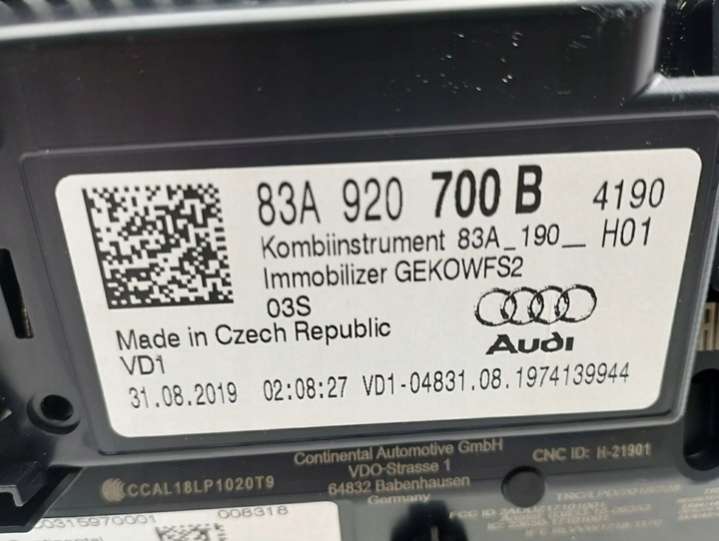 83A 920 700 B 4190
Kombiinstrument 83A_190__ H01
Immobilizer GEKOWFS2
03S
Made in Czech Republic
VD1
Audi
31.08.2019 02:08:27 VD1-04831.08.1974139944
Continental Automotive GmbH
VDO-Strasse 1
64832 Babenhausen
Germany
CNC ID: H-21901
CCAL18LP1020T9
00315970001 008318